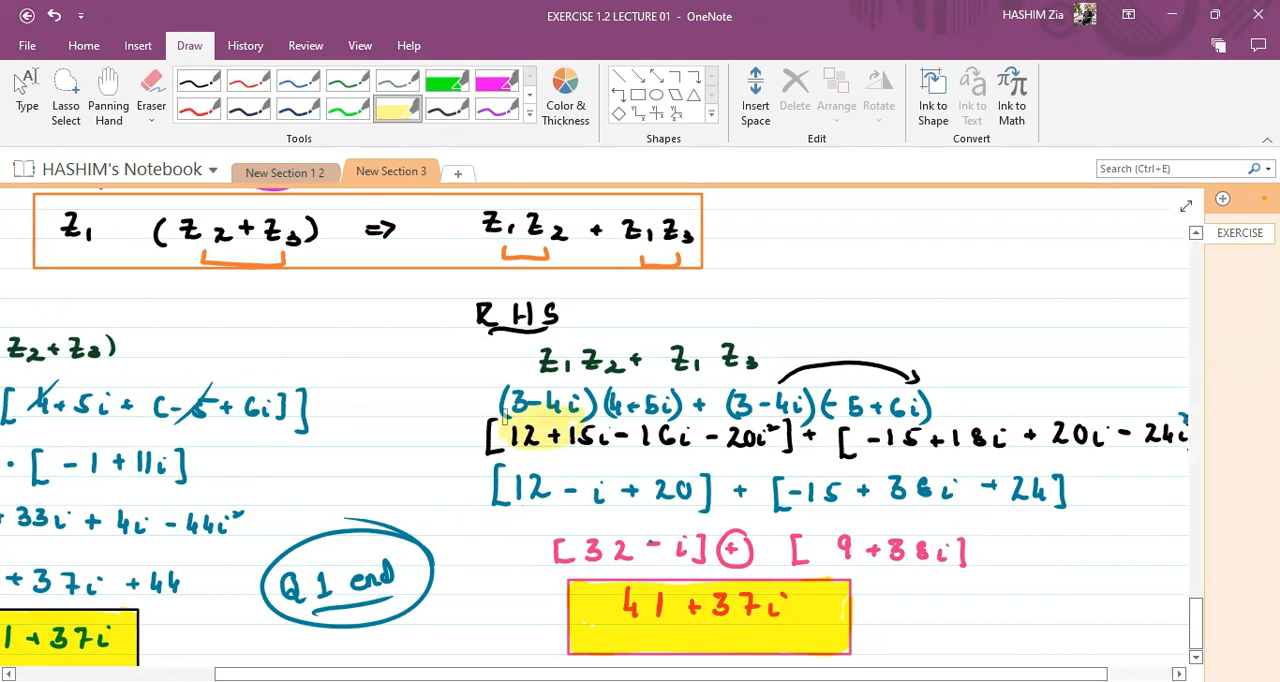 EXERCISE 1.2 LECTURE 01 - OneNote
HASHIM Zia
File Home Insert Draw History Review View Help
Type
Lasso Select
Panning Hand
Eraser
Color & Thickness
Insert Space
Delete
Arrange
Rotate
Ink to Shape
Ink to Text
Ink to Math
Tools
Shapes
Edit
Convert
HASHIM's Notebook
New Section 1 2
New Section 3
Search (Ctrl+E)
EXERCISE
Z₁ (Z₂+Z₃) => Z₁Z₂ + Z₁Z₃
RHS
Z₂+Z₃)
Z₁Z₂+ Z₁ Z₃
[4+5i+(-5+6i]]
(3-4i)(4+5i) + (3-4i)(-5+6i)
[12+15i-16i-20i²] + [-15+18i+20i-24i²
. [-1+11i]
[12-i+20] + [-15+38i+24]
+33i+4i-44i²
[32-i] + [9+38i]
+37i+44
Q1 end
41+37i
1+37i